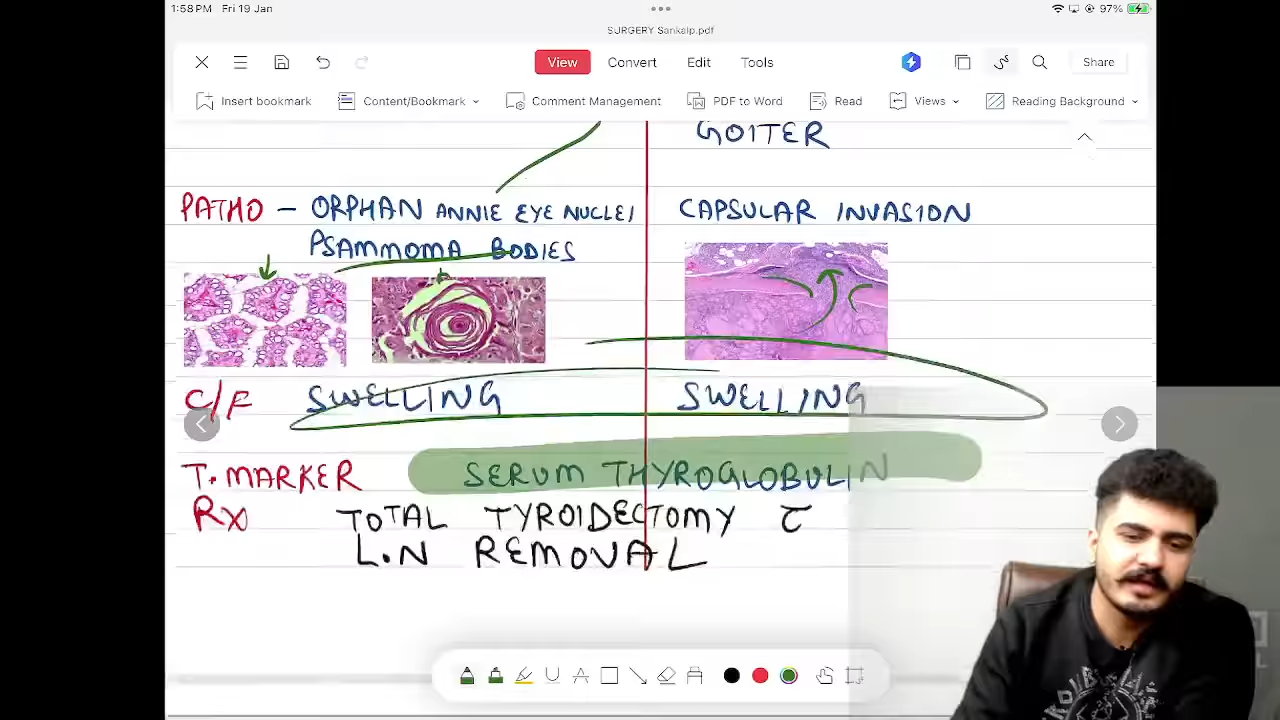 1:58 PM Fri 19 Jan
97%
SURGERY Sankalp.pdf
View Convert Edit Tools Share
Insert bookmark Content/Bookmark Comment Management PDF to Word Read Views Reading Background
GOITER
PATHO - ORPHAN ANNIE EYE NUCLEI
PSAMMOMA BODIES
CAPSULAR INVASION
C/F SWELLING SWELLING
T. MARKER SERUM THYROGLOBULIN
Rx TOTAL TYROIDECTOMY C̄
L.N REMOVAL